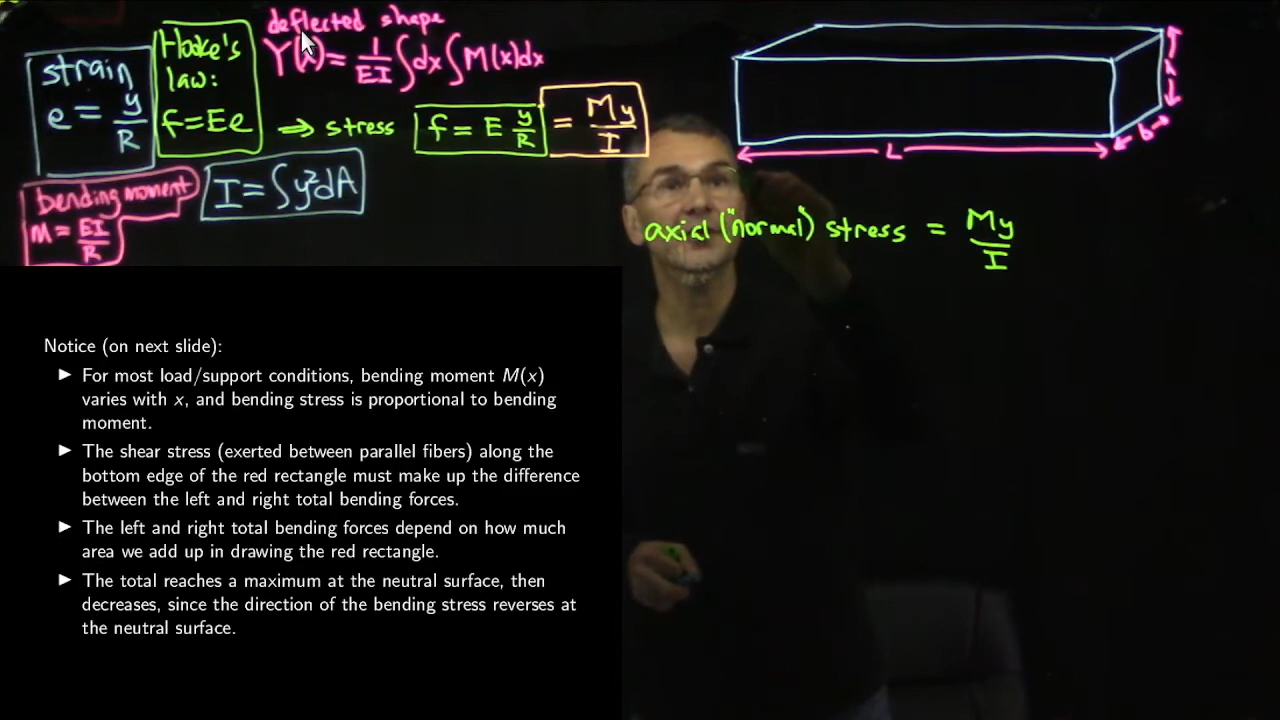 deflected shape
Y(x) = 1/EI ∫dx ∫M(x)dx
strain
e = y/R
Hooke's
law:
f=Ee
⇒ stress
f = E y/R
= My/I
bending moment
M = EI/R
I = ∫y²dA
L
b
axial ("normal") stress = My/I
Notice (on next slide):
▶ For most load/support conditions, bending moment M(x)
varies with x, and bending stress is proportional to bending
moment.
▶ The shear stress (exerted between parallel fibers) along the
bottom edge of the red rectangle must make up the difference
between the left and right total bending forces.
▶ The left and right total bending forces depend on how much
area we add up in drawing the red rectangle.
▶ The total reaches a maximum at the neutral surface, then
decreases, since the direction of the bending stress reverses at
the neutral surface.